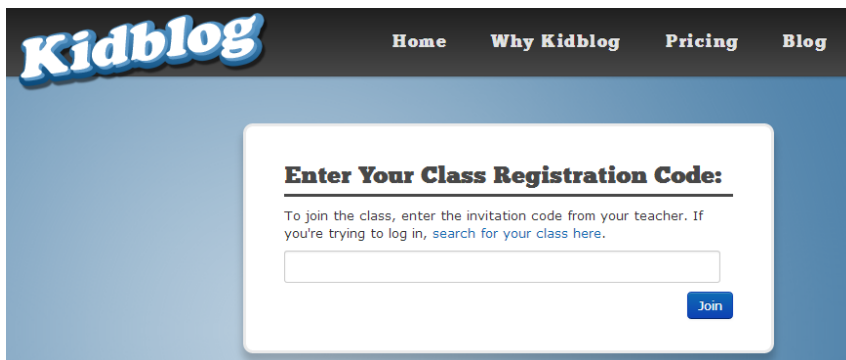 Kidblog
Home Why Kidblog Pricing Blog
Enter Your Class Registration Code:
To join the class, enter the invitation code from your teacher. If
you're trying to log in, search for your class here.
Join